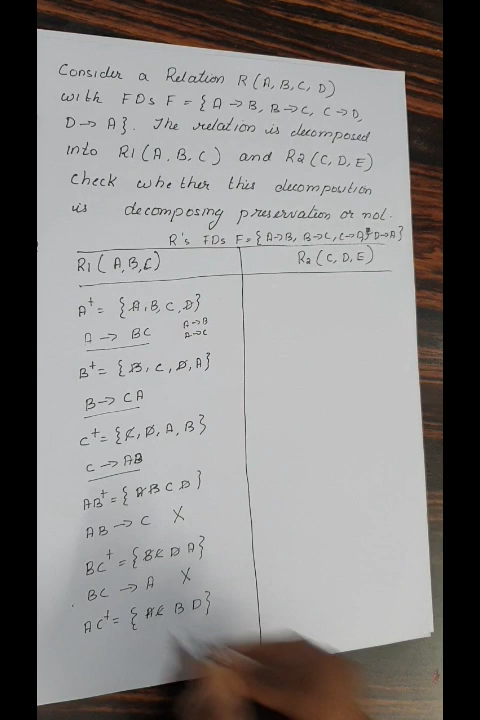 Consider a Relation R(A, B, C, D)
with FDs F = {A → B, B → C, C → D,
D → A}. The relation is decomposed
into R1(A, B, C) and R2(C, D, E)
Check whether this decomposition
is decomposing preservation or not.
R's FDs F = {A→B, B→C, C→D, D→A}
R1(A, B, C) R2(C, D, E)
A+ = {A, B, C, D}
A → BC A→B
A→C
B+ = {B, C, D, A}
B → CA
C+ = {C, D, A, B}
C → AB
AB+ = {A B C D}
AB → C X
BC+ = {B C D A}
BC → A X
AC+ = {A C B D}